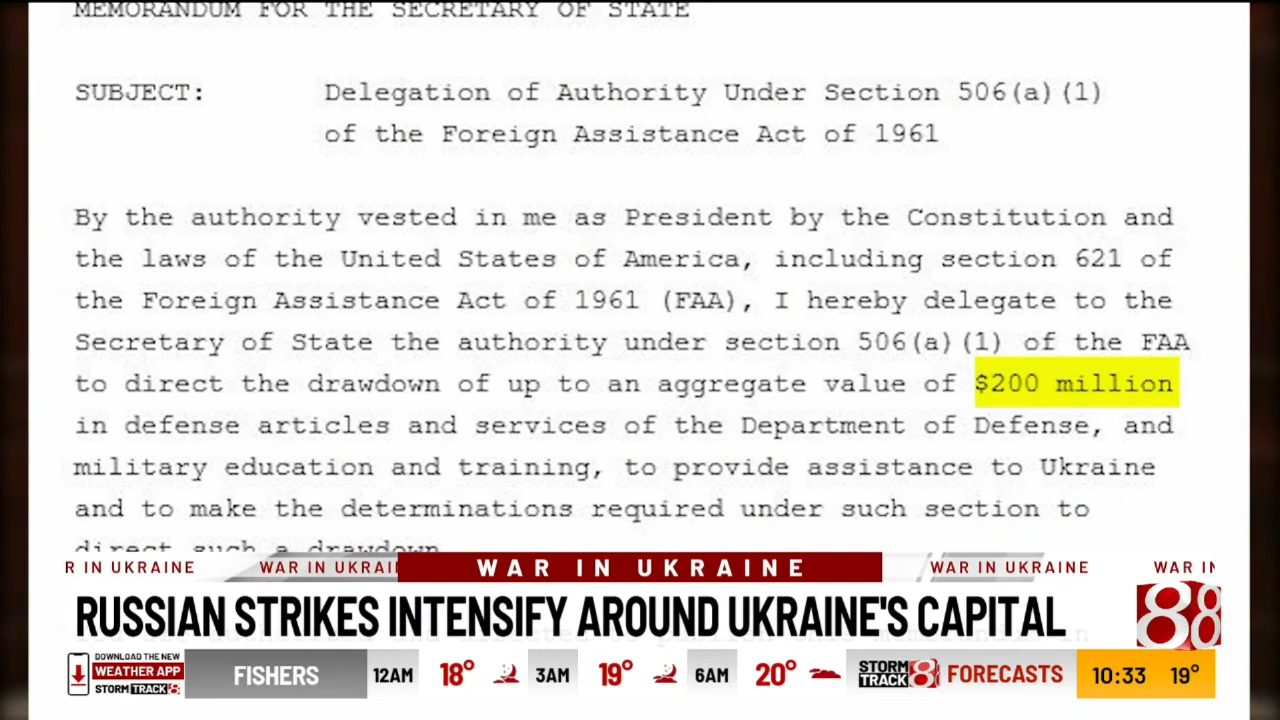 MEMORANDUM FOR THE SECRETARY OF STATE
SUBJECT: Delegation of Authority Under Section 506(a)(1)
of the Foreign Assistance Act of 1961
By the authority vested in me as President by the Constitution and
the laws of the United States of America, including section 621 of
the Foreign Assistance Act of 1961 (FAA), I hereby delegate to the
Secretary of State the authority under section 506(a)(1) of the FAA
to direct the drawdown of up to an aggregate value of $200 million
in defense articles and services of the Department of Defense, and
military education and training, to provide assistance to Ukraine
and to make the determinations required under such section to
direct such a drawdown
R IN UKRAINE WAR IN UKRAI WAR IN UKRAINE WAR IN UKRAINE WAR IN
RUSSIAN STRIKES INTENSIFY AROUND UKRAINE'S CAPITAL
8
DOWNLOAD THE NEW
WEATHER APP
STORM TRACK 8
FISHERS 12AM 18° 3AM 19° 6AM 20° STORM TRACK 8 FORECASTS 10:33 19°